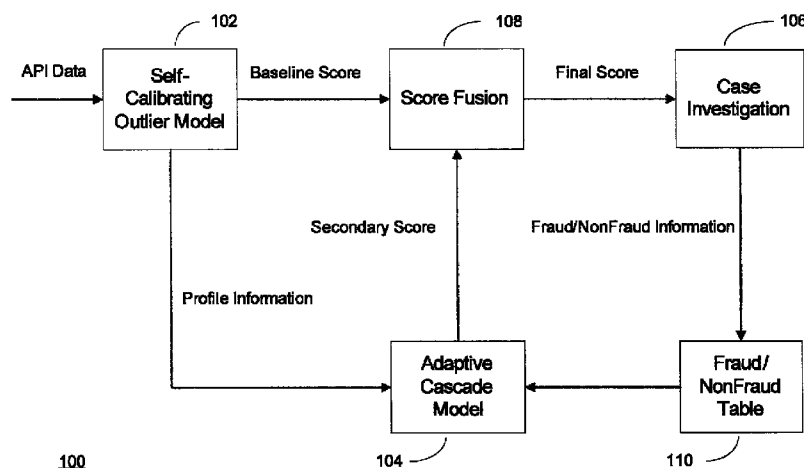 102
108
106
API Data
Self-
Calibrating
Outlier Model
Baseline Score
Score Fusion
Final Score
Case
Investigation
Secondary Score
Fraud/NonFraud Information
Profile Information
Adaptive
Cascade
Model
Fraud/
NonFraud
Table
100
104
110